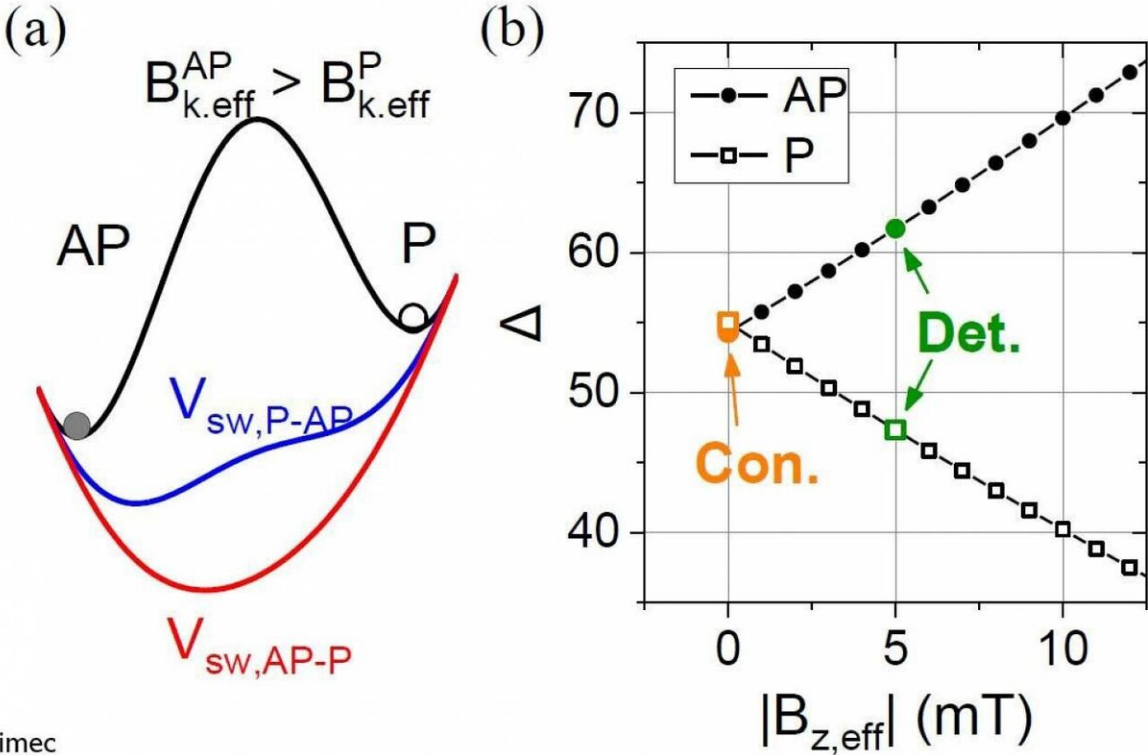 (a)
B^AP_k.eff > B^P_k.eff
AP
P
V_sw,P-AP
V_sw,AP-P
imec
(b)
AP
P
70
60
50
40
Δ
Det.
Con.
0
5
10
|B_z,eff| (mT)